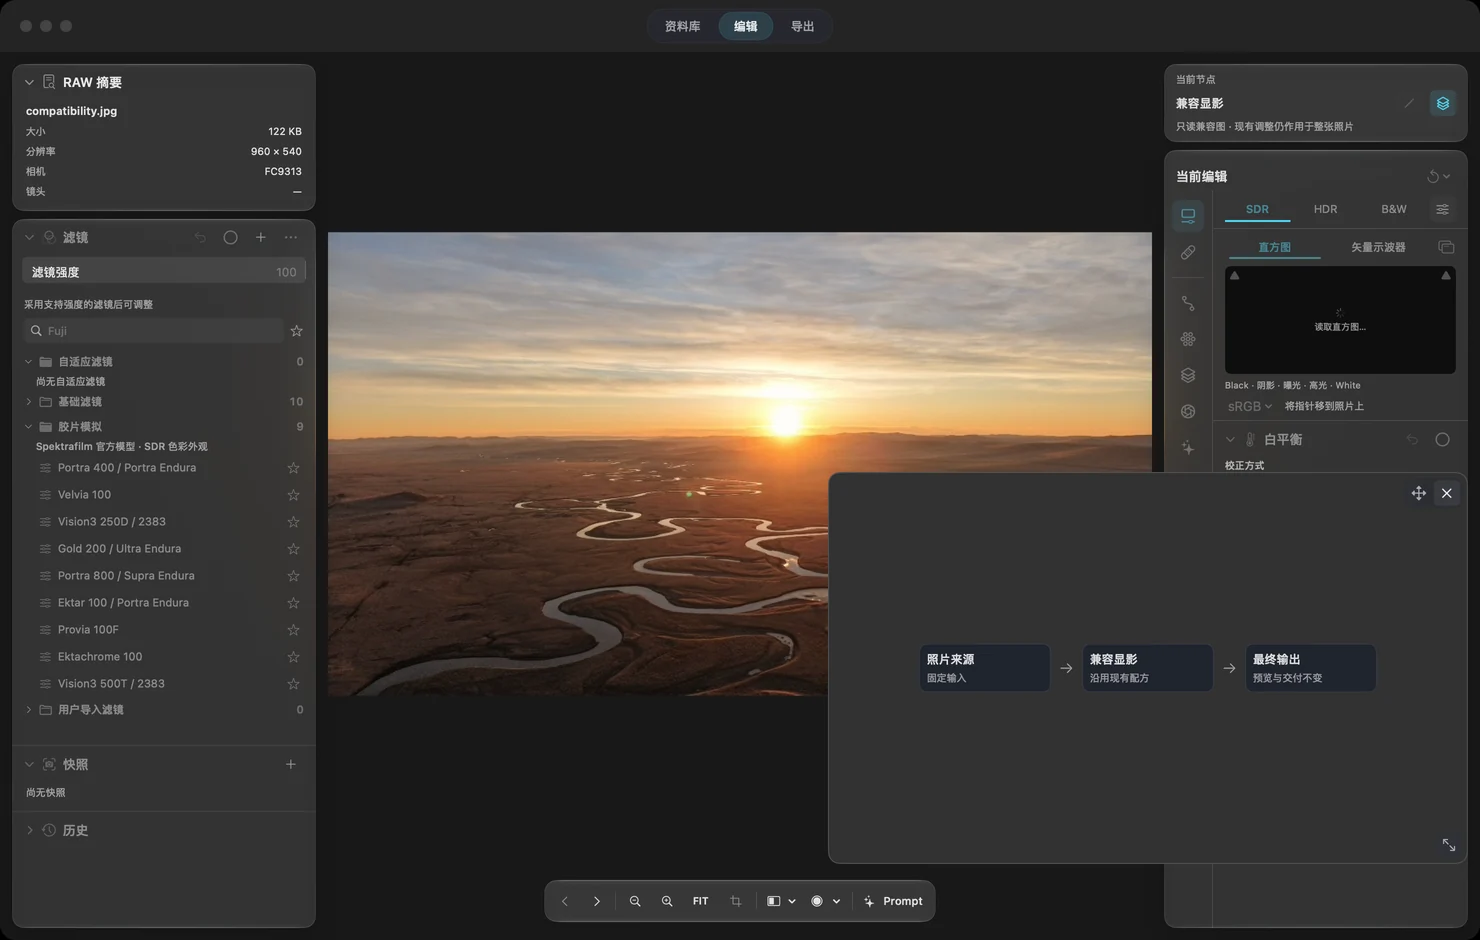 资料库
编辑
导出
RAW 摘要
compatibility.jpg
大小 122 KB
分辨率 960 × 540
相机 FC9313
镜头 —
滤镜
滤镜强度 100
采用支持强度的滤镜后可调整
Fuji
自适应滤镜 0
尚无自适应滤镜
基础滤镜 10
胶片模拟 9
Spektrafilm 官方模型 · SDR 色彩外观
Portra 400 / Portra Endura
Velvia 100
Vision3 250D / 2383
Gold 200 / Ultra Endura
Portra 800 / Supra Endura
Ektar 100 / Portra Endura
Provia 100F
Ektachrome 100
Vision3 500T / 2383
用户导入滤镜 0
快照
尚无快照
历史
当前节点
兼容显影
只读兼容图 · 现有调整仍作用于整张照片
当前编辑
SDR
HDR
B&W
直方图
矢量示波器
读取直方图...
Black · 阴影 · 曝光 · 高光 · White
sRGB
将指针移到照片上
白平衡
校正方式
照片来源
固定输入
兼容显影
沿用现有配方
最终输出
预览与交付不变
FIT
Prompt